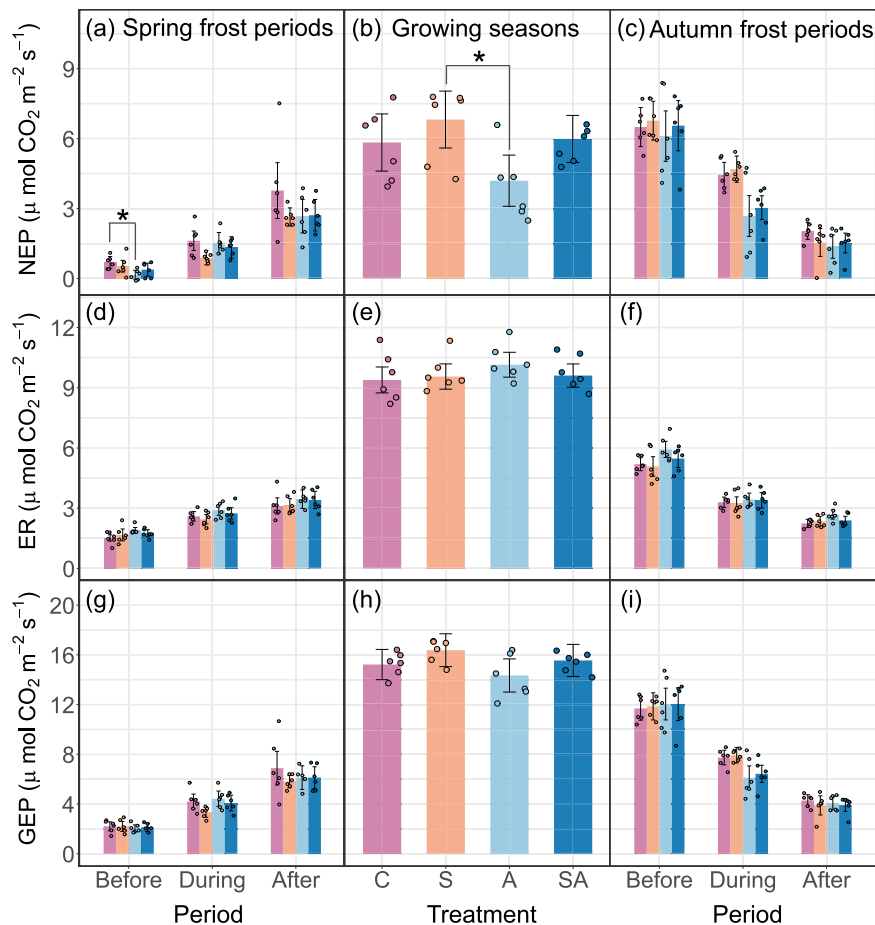 (a) Spring frost periods
(b) Growing seasons
(c) Autumn frost periods
NEP (μ mol CO₂ m⁻² s⁻¹)
9
6
3
0
*
*
(d)
(e)
(f)
ER (μ mol CO₂ m⁻² s⁻¹)
12
9
6
3
0
(g)
(h)
(i)
GEP (μ mol CO₂ m⁻² s⁻¹)
20
16
12
8
4
0
Before During After
C S A SA
Before During After
Period
Treatment
Period